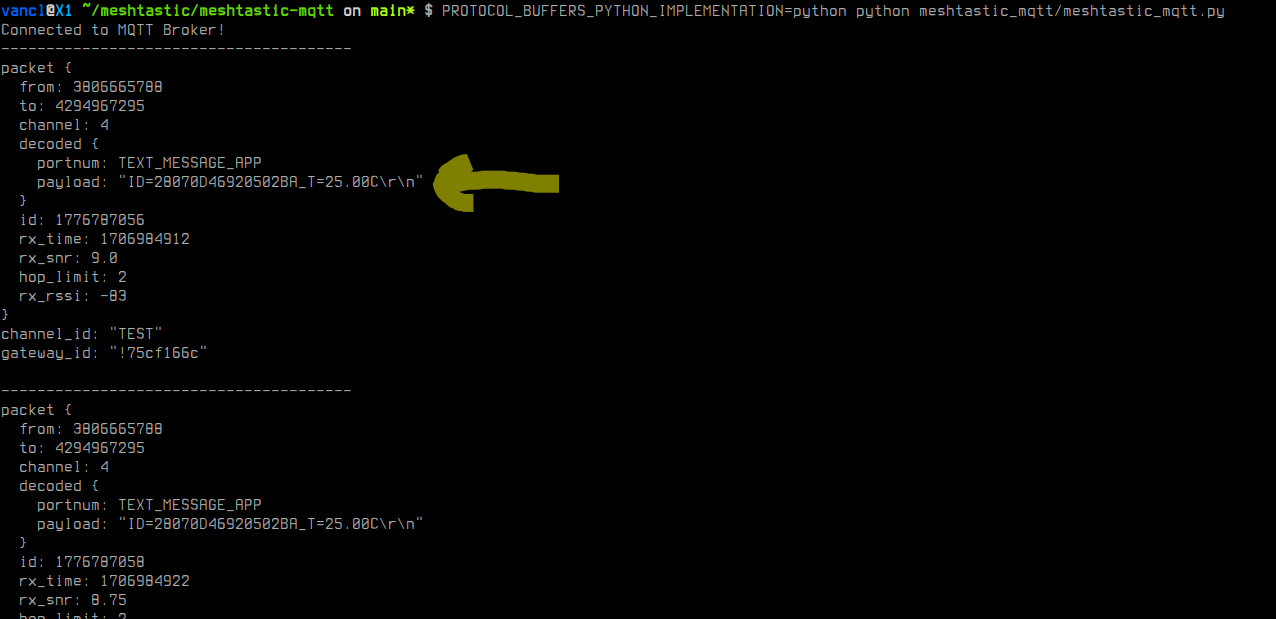 vancl@X1 ~/meshtastic/meshtastic-mqtt on main* $ PROTOCOL_BUFFERS_PYTHON_IMPLEMENTATION=python python meshtastic_mqtt/meshtastic_mqtt.py
Connected to MQTT Broker!
---------------------------------------
packet {
  from: 3806665788
  to: 4294967295
  channel: 4
  decoded {
    portnum: TEXT_MESSAGE_APP
    payload: "ID=28070D46920502BA_T=25.00C\r\n"
  }
  id: 1776787056
  rx_time: 1706984912
  rx_snr: 9.0
  hop_limit: 2
  rx_rssi: -83
}
channel_id: "TEST"
gateway_id: "!75cf166c"
---------------------------------------
packet {
  from: 3806665788
  to: 4294967295
  channel: 4
  decoded {
    portnum: TEXT_MESSAGE_APP
    payload: "ID=28070D46920502BA_T=25.00C\r\n"
  }
  id: 1776787058
  rx_time: 1706984922
  rx_snr: 8.75
  hop_limit: 2